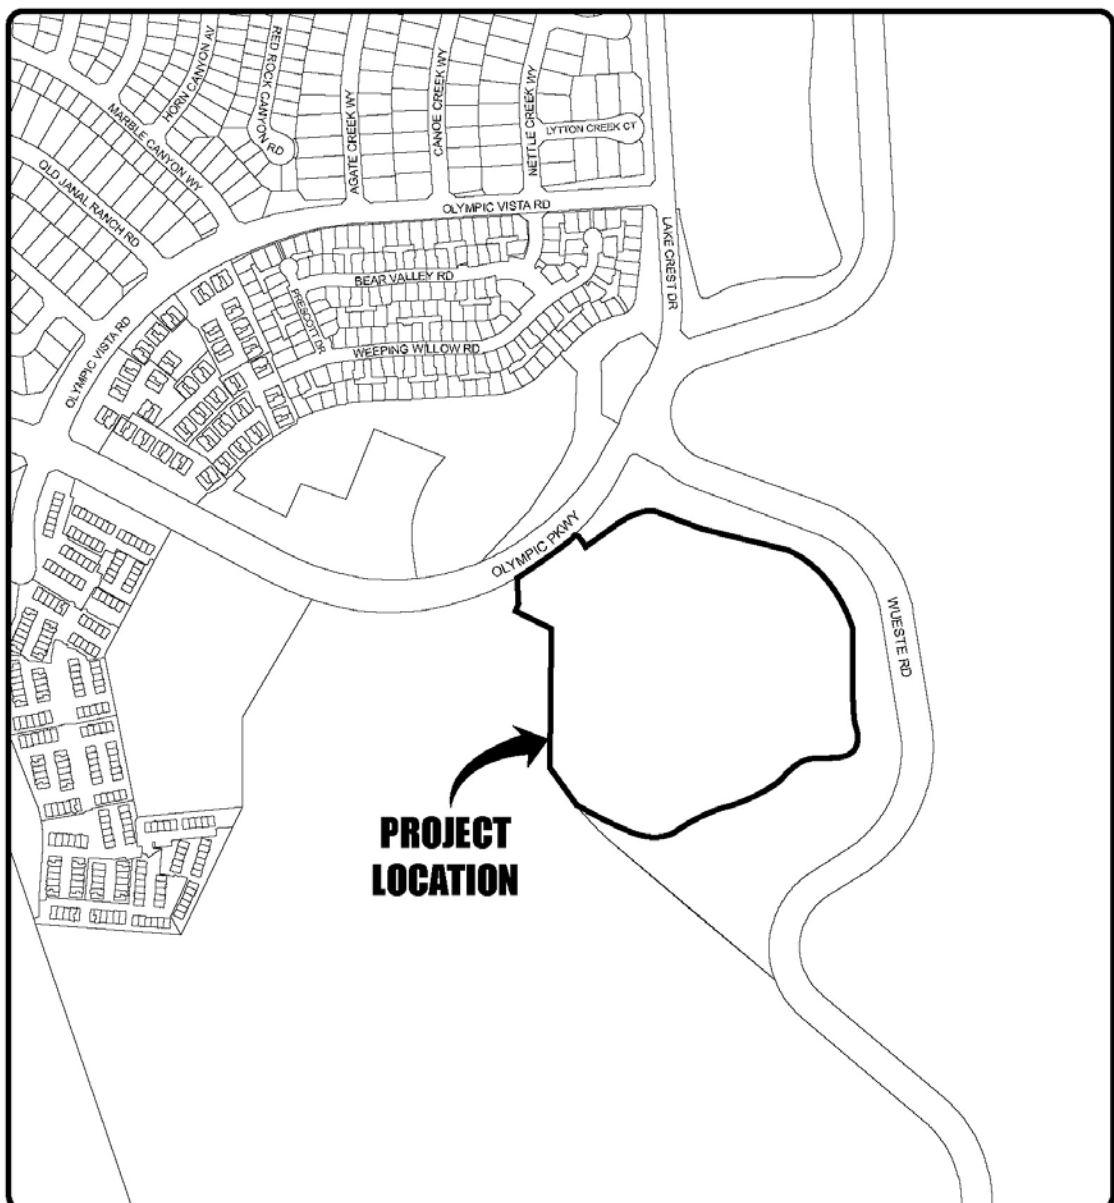 HORN CANYON AV
RED ROCK CANYON RD
MARBLE CANYON WY
AGATE CREEK WY
CANOE CREEK WY
NETTLE CREEK WY
LYTTON CREEK CT
OLD JANAL RANCH RD
OLYMPIC VISTA RD
LAKE CREST DR
BEAR VALLEY RD
PRESCOTT DR
OLYMPIC VISTA RD
WEEPING WILLOW RD
OLYMPIC PKWY
WUESTE RD
PROJECT
LOCATION